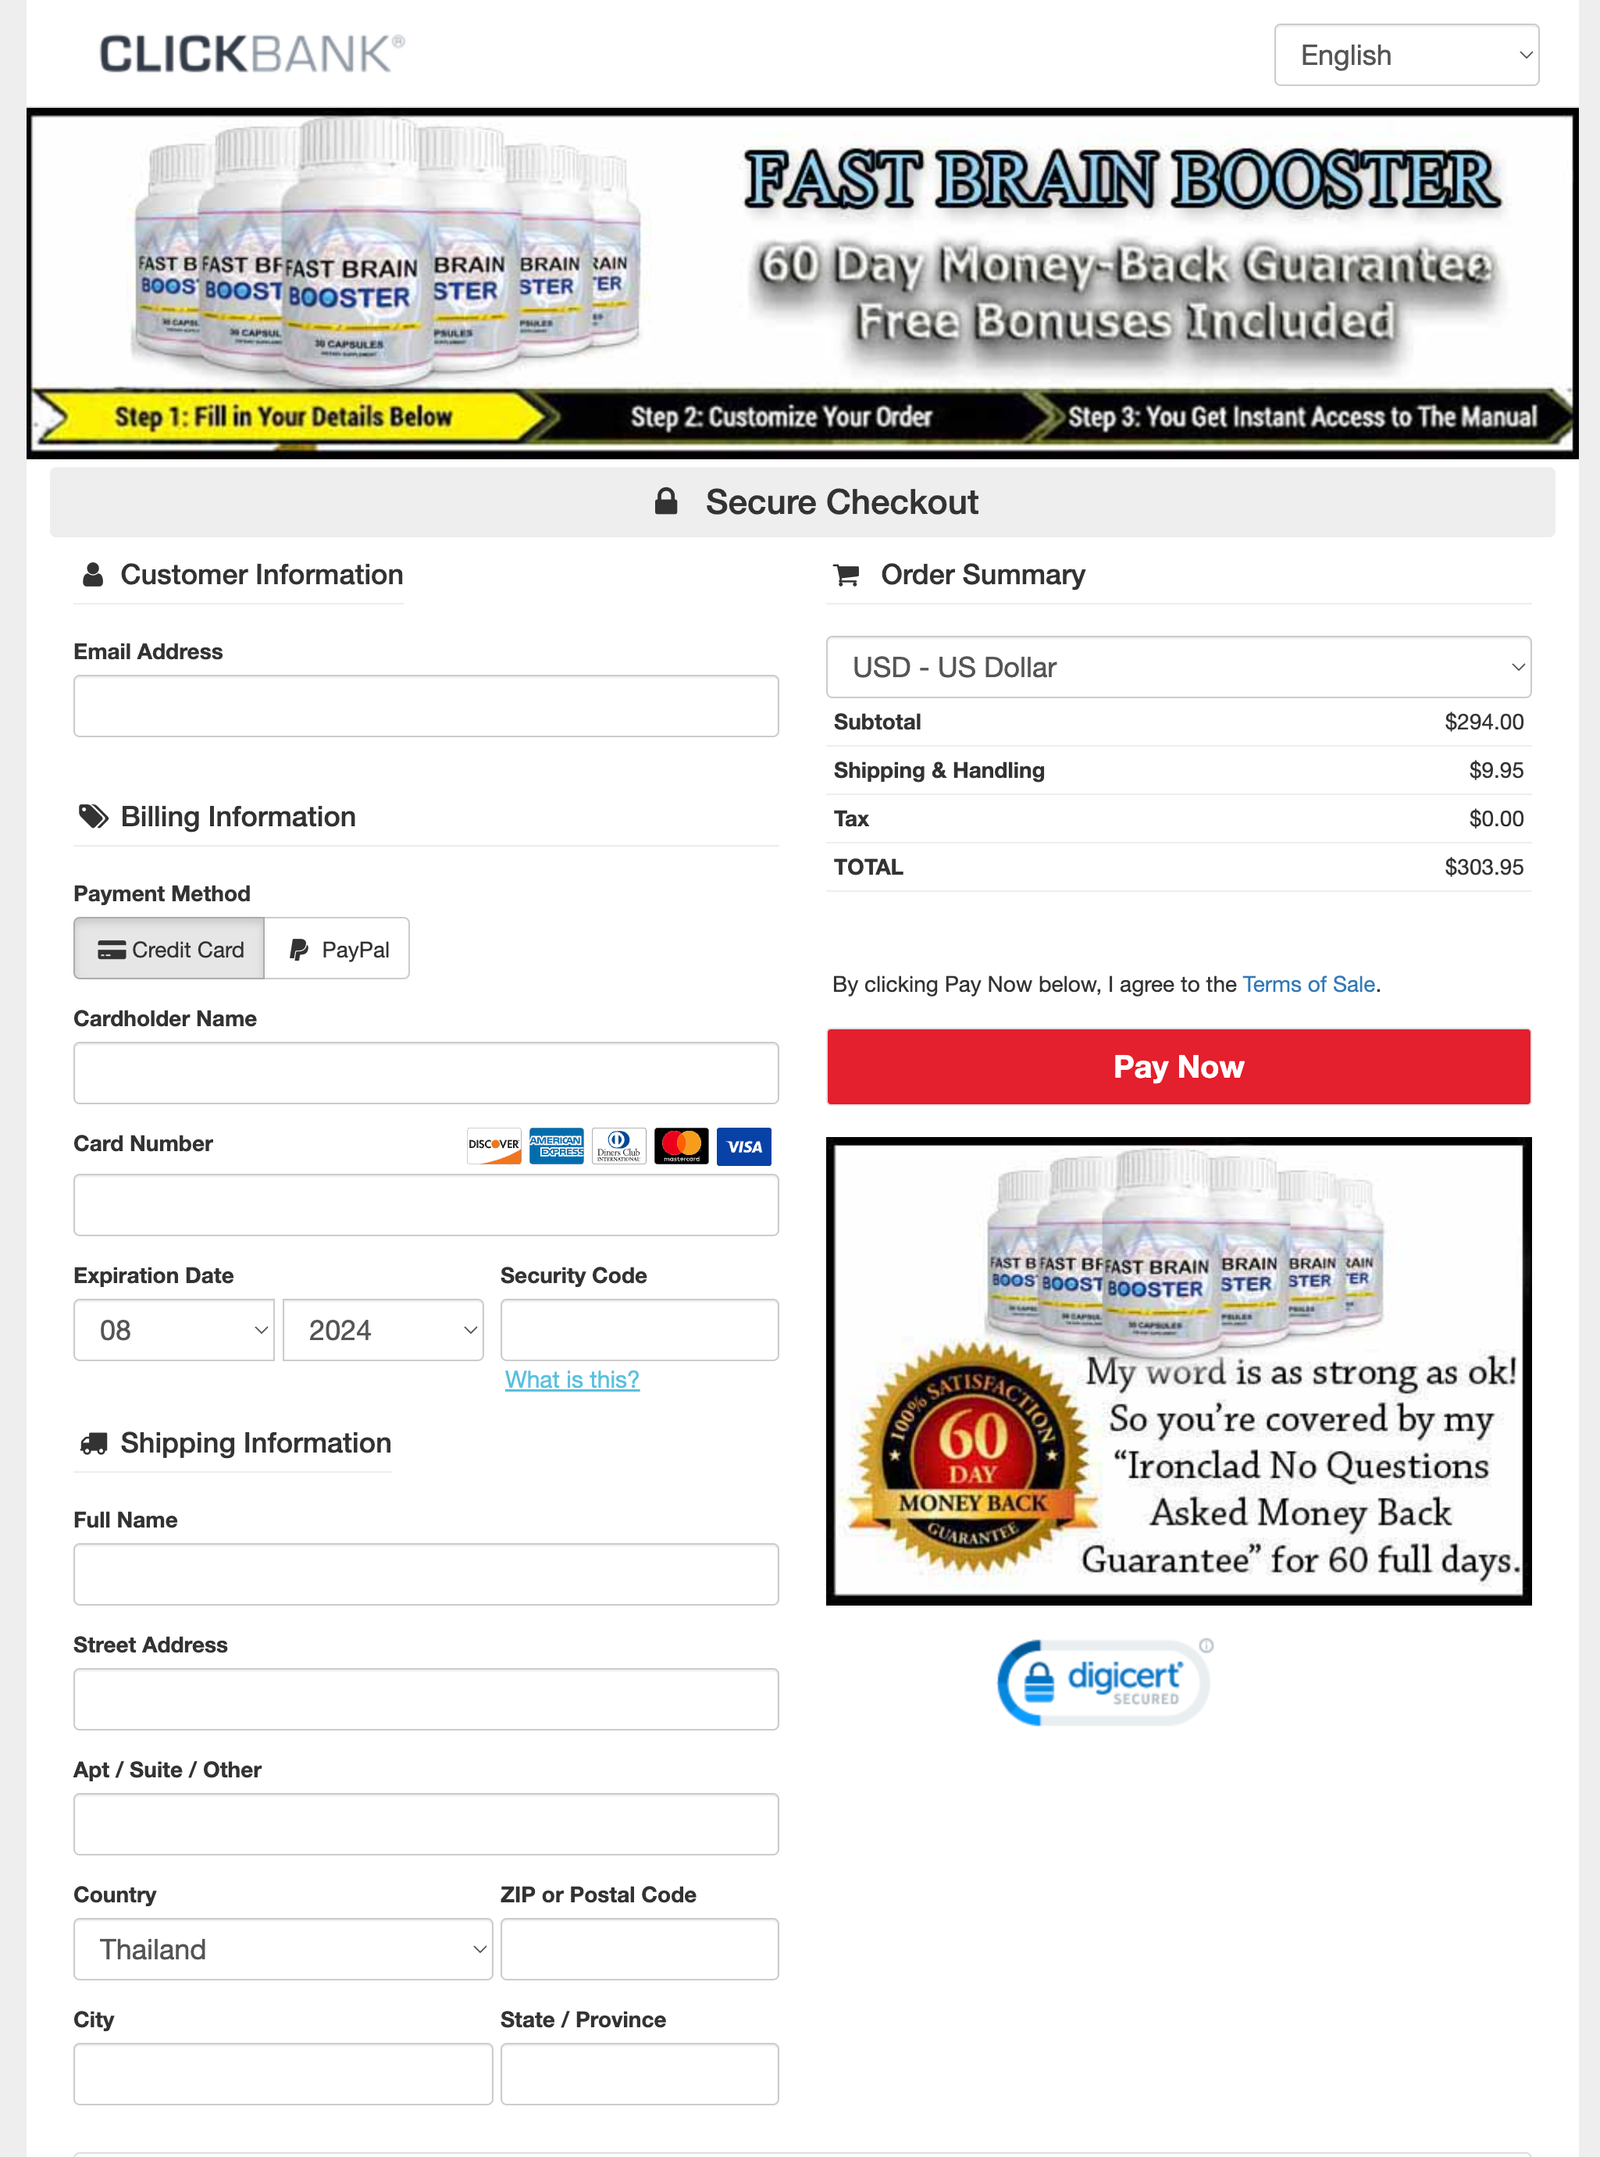 CLICKBANK®
English
FAST BRAIN BOOSTER
60 Day Money-Back Guarantee
Free Bonuses Included
FAST BRAIN
BOOSTER
30 CAPSULES
Step 1: Fill in Your Details Below
Step 2: Customize Your Order
Step 3: You Get Instant Access to The Manual
Secure Checkout
Customer Information
Email Address
Billing Information
Payment Method
Credit Card
PayPal
Cardholder Name
Card Number
DISCOVER
AMERICAN
EXPRESS
Diners Club
INTERNATIONAL
mastercard
VISA
Expiration Date
Security Code
08
2024
What is this?
Shipping Information
Full Name
Street Address
Apt / Suite / Other
Country
ZIP or Postal Code
Thailand
City
State / Province
Order Summary
USD - US Dollar
Subtotal $294.00
Shipping & Handling $9.95
Tax $0.00
TOTAL $303.95
By clicking Pay Now below, I agree to the Terms of Sale.
Pay Now
FAST BRAIN
BOOSTER
30 CAPSULES
100% SATISFACTION
60
DAY
MONEY BACK
GUARANTEE
My word is as strong as ok!
So you're covered by my
“Ironclad No Questions
Asked Money Back
Guarantee” for 60 full days.
digicert®
SECURED